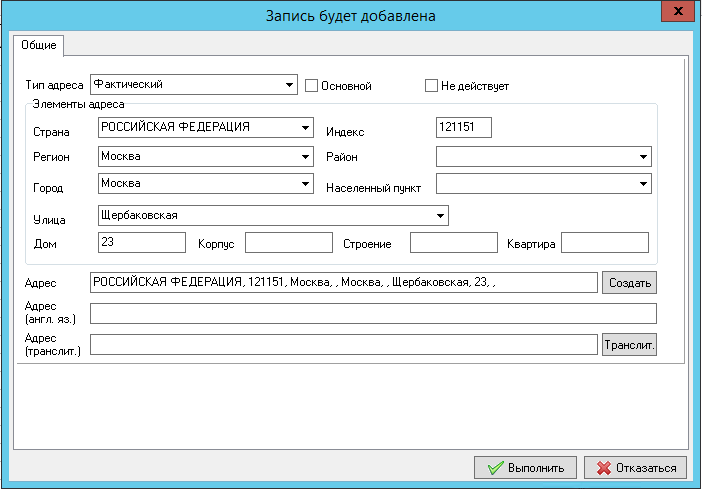 Запись будет добавлена
x
Общие
Тип адреса Фактический Основной Не действует
Элементы адреса
Страна РОССИЙСКАЯ ФЕДЕРАЦИЯ Индекс 121151
Регион Москва Район
Город Москва Населенный пункт
Улица Щербаковская
Дом 23 Корпус Строение Квартира
Адрес РОССИЙСКАЯ ФЕДЕРАЦИЯ, 121151, Москва, , Москва, , Щербаковская, 23, , Создать
Адрес
(англ. яз.)
Адрес
(транслит.) Транслит.
Выполнить Отказаться